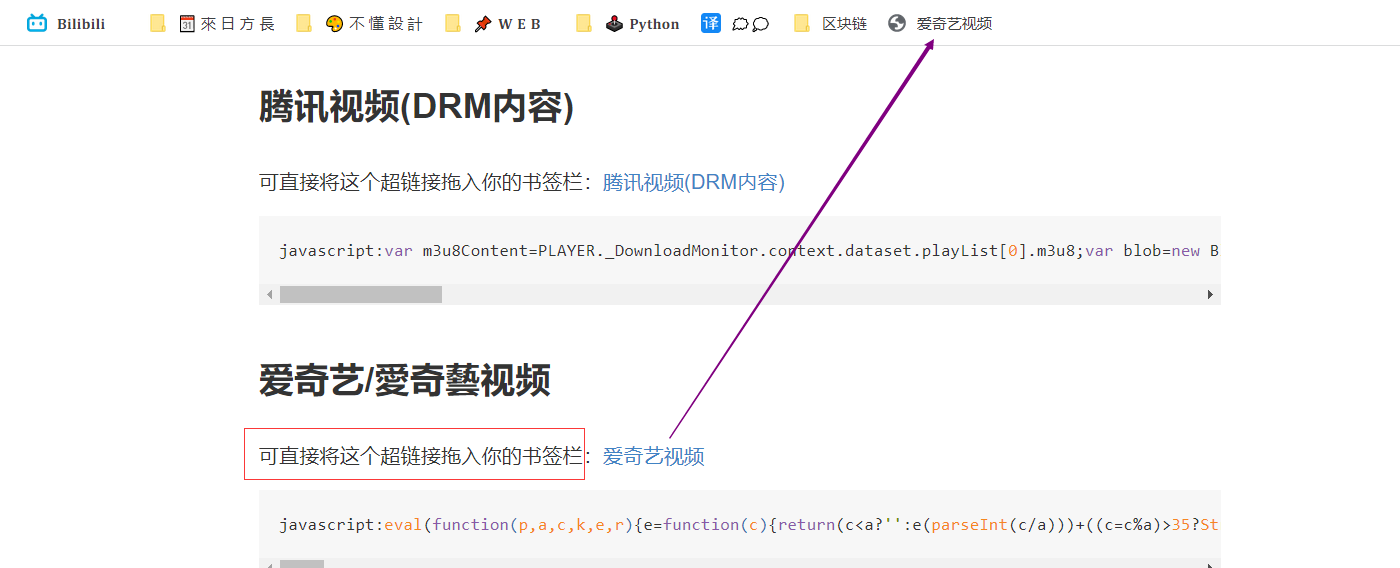 Bilibili 來日方長 不懂設計 WEB Python 译 区块链 爱奇艺视频
腾讯视频(DRM内容)
可直接将这个超链接拖入你的书签栏：腾讯视频(DRM内容)
javascript:var m3u8Content=PLAYER._DownloadMonitor.context.dataset.playList[0].m3u8;var blob=new B
爱奇艺/愛奇藝视频
可直接将这个超链接拖入你的书签栏：爱奇艺视频
javascript:eval(function(p,a,c,k,e,r){e=function(c){return(c<a?'':e(parseInt(c/a)))+((c=c%a)>35?St